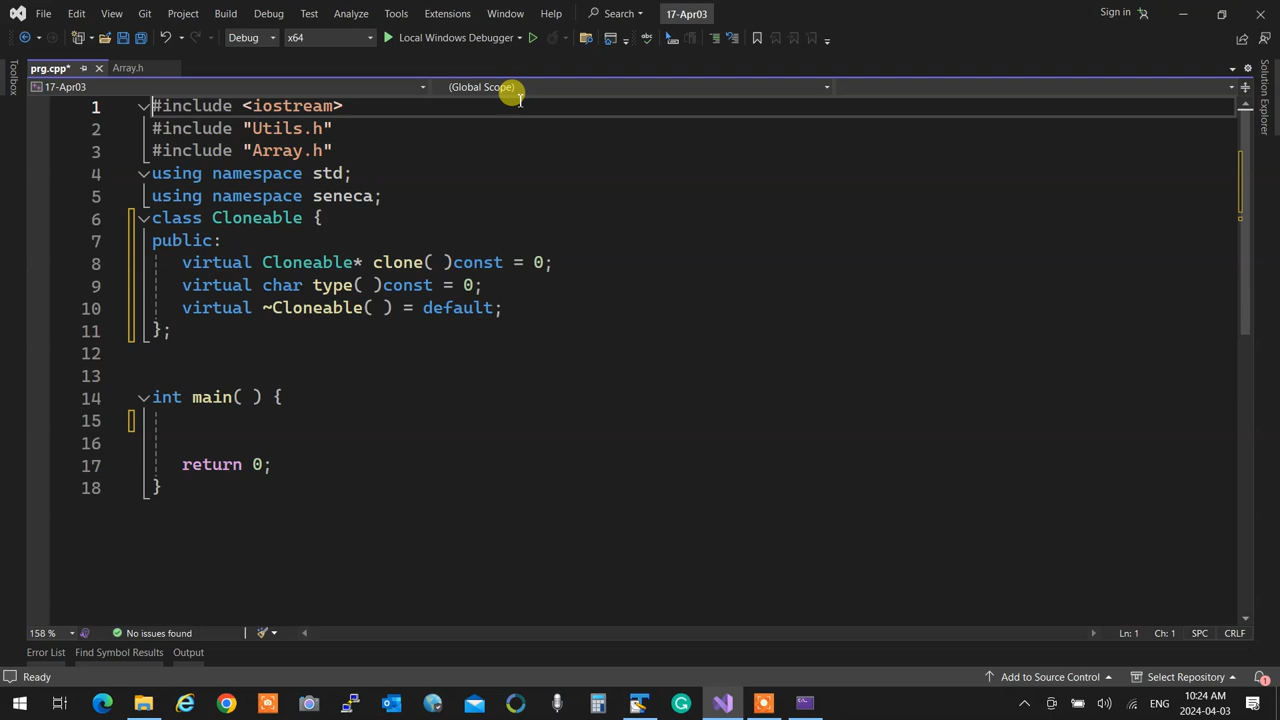 File Edit View Git Project Build Debug Test Analyze Tools Extensions Window Help Search 17-Apr03 Sign in
Debug x64 Local Windows Debugger
prg.cpp* Array.h
Toolbox
Solution Explorer
17-Apr03 (Global Scope)
1 #include <iostream>
2 #include "Utils.h"
3 #include "Array.h"
4 using namespace std;
5 using namespace seneca;
6 class Cloneable {
7 public:
8 virtual Cloneable* clone( )const = 0;
9 virtual char type( )const = 0;
10 virtual ~Cloneable( ) = default;
11 };
12
13
14 int main( ) {
15
16
17 return 0;
18 }
158 % No issues found Ln: 1 Ch: 1 SPC CRLF
Error List Find Symbol Results Output
Ready Add to Source Control Select Repository 1
ENG 10:24 AM
2024-04-03